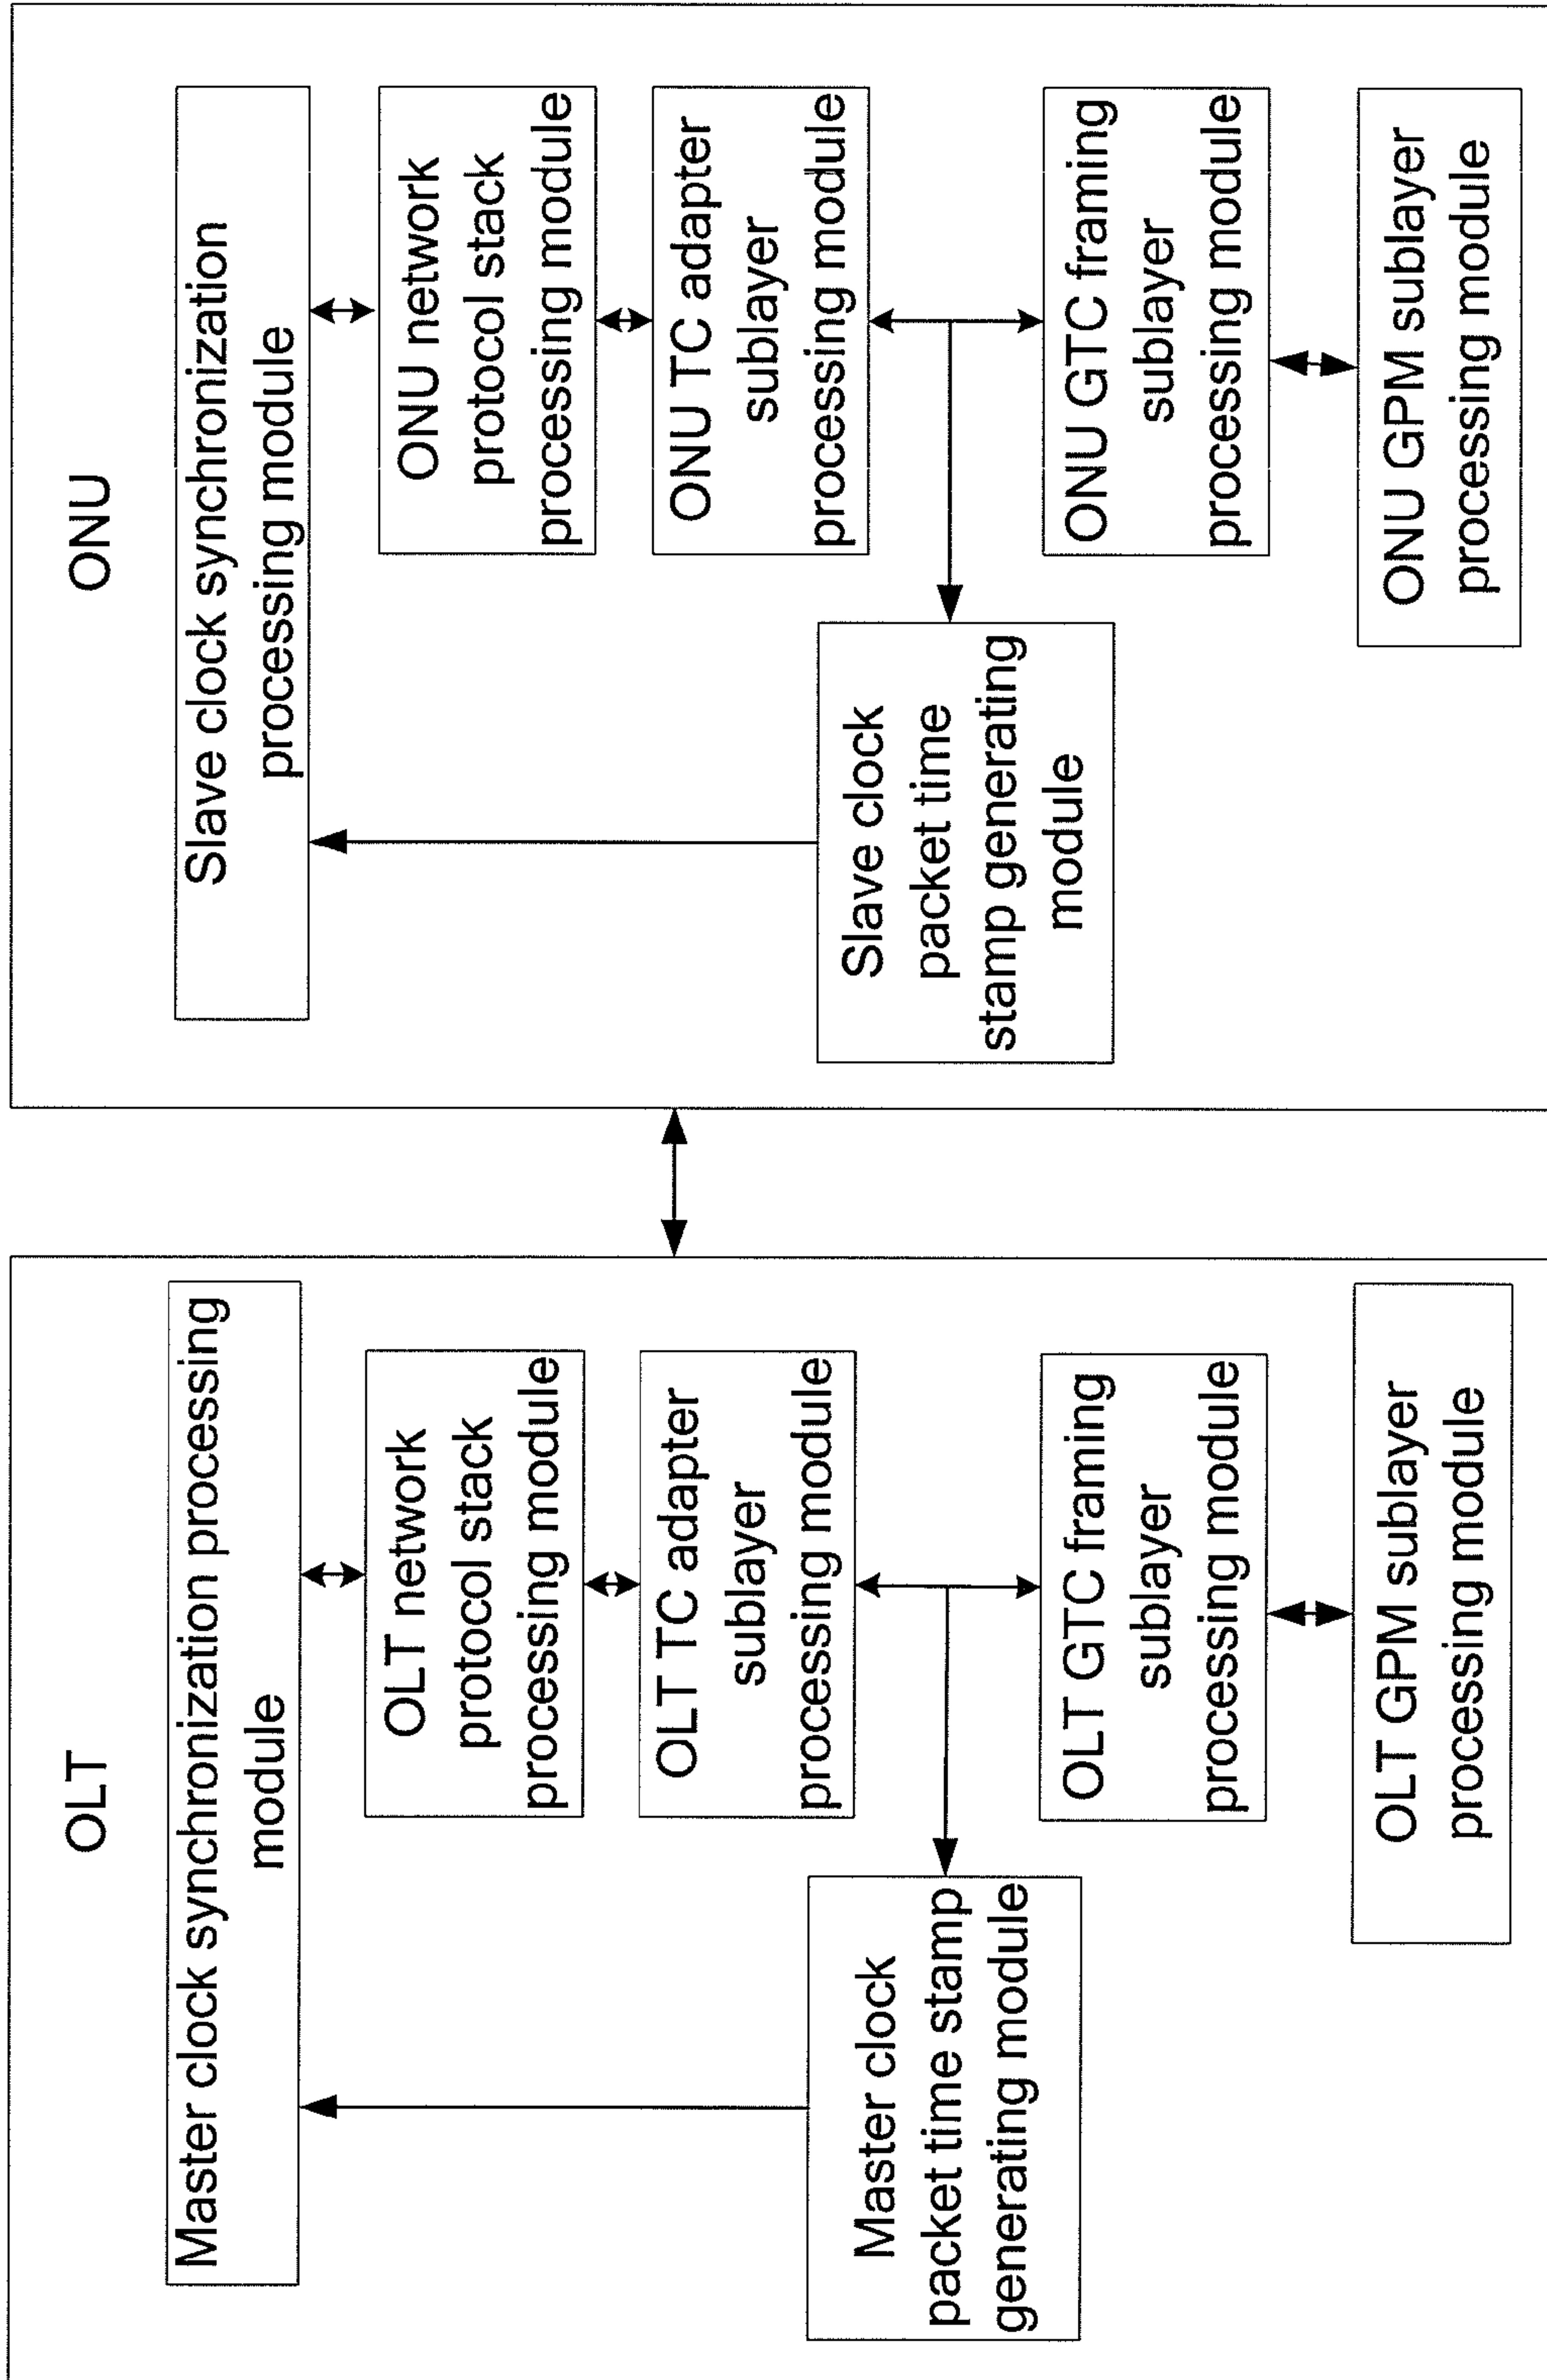 OLT
Master clock synchronization processing
module
OLT network
protocol stack
processing module
OLT TC adapter
sublayer
processing module
Master clock
packet time stamp
generating module
OLT GTC framing
sublayer
processing module
OLT GPM sublayer
processing module
ONU
Slave clock synchronization
processing module
ONU network
protocol stack
processing module
ONU TC adapter
sublayer
processing module
Slave clock
packet time
stamp generating
module
ONU GTC framing
sublayer
processing module
ONU GPM sublayer
processing module